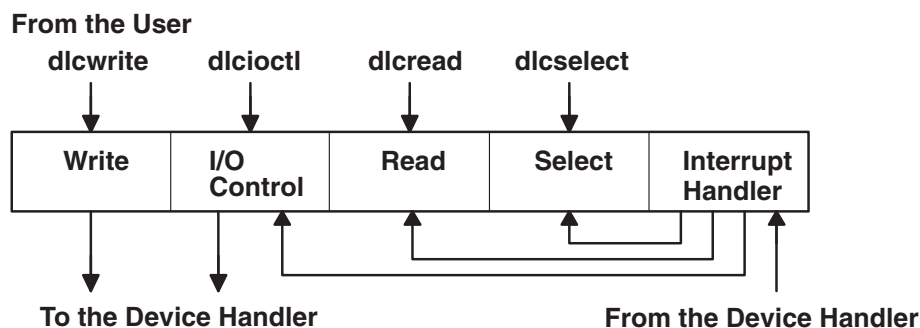 From the User
dlcwrite dlcioctl dlcread dlcselect
Write I/O Control Read Select Interrupt Handler
To the Device Handler From the Device Handler